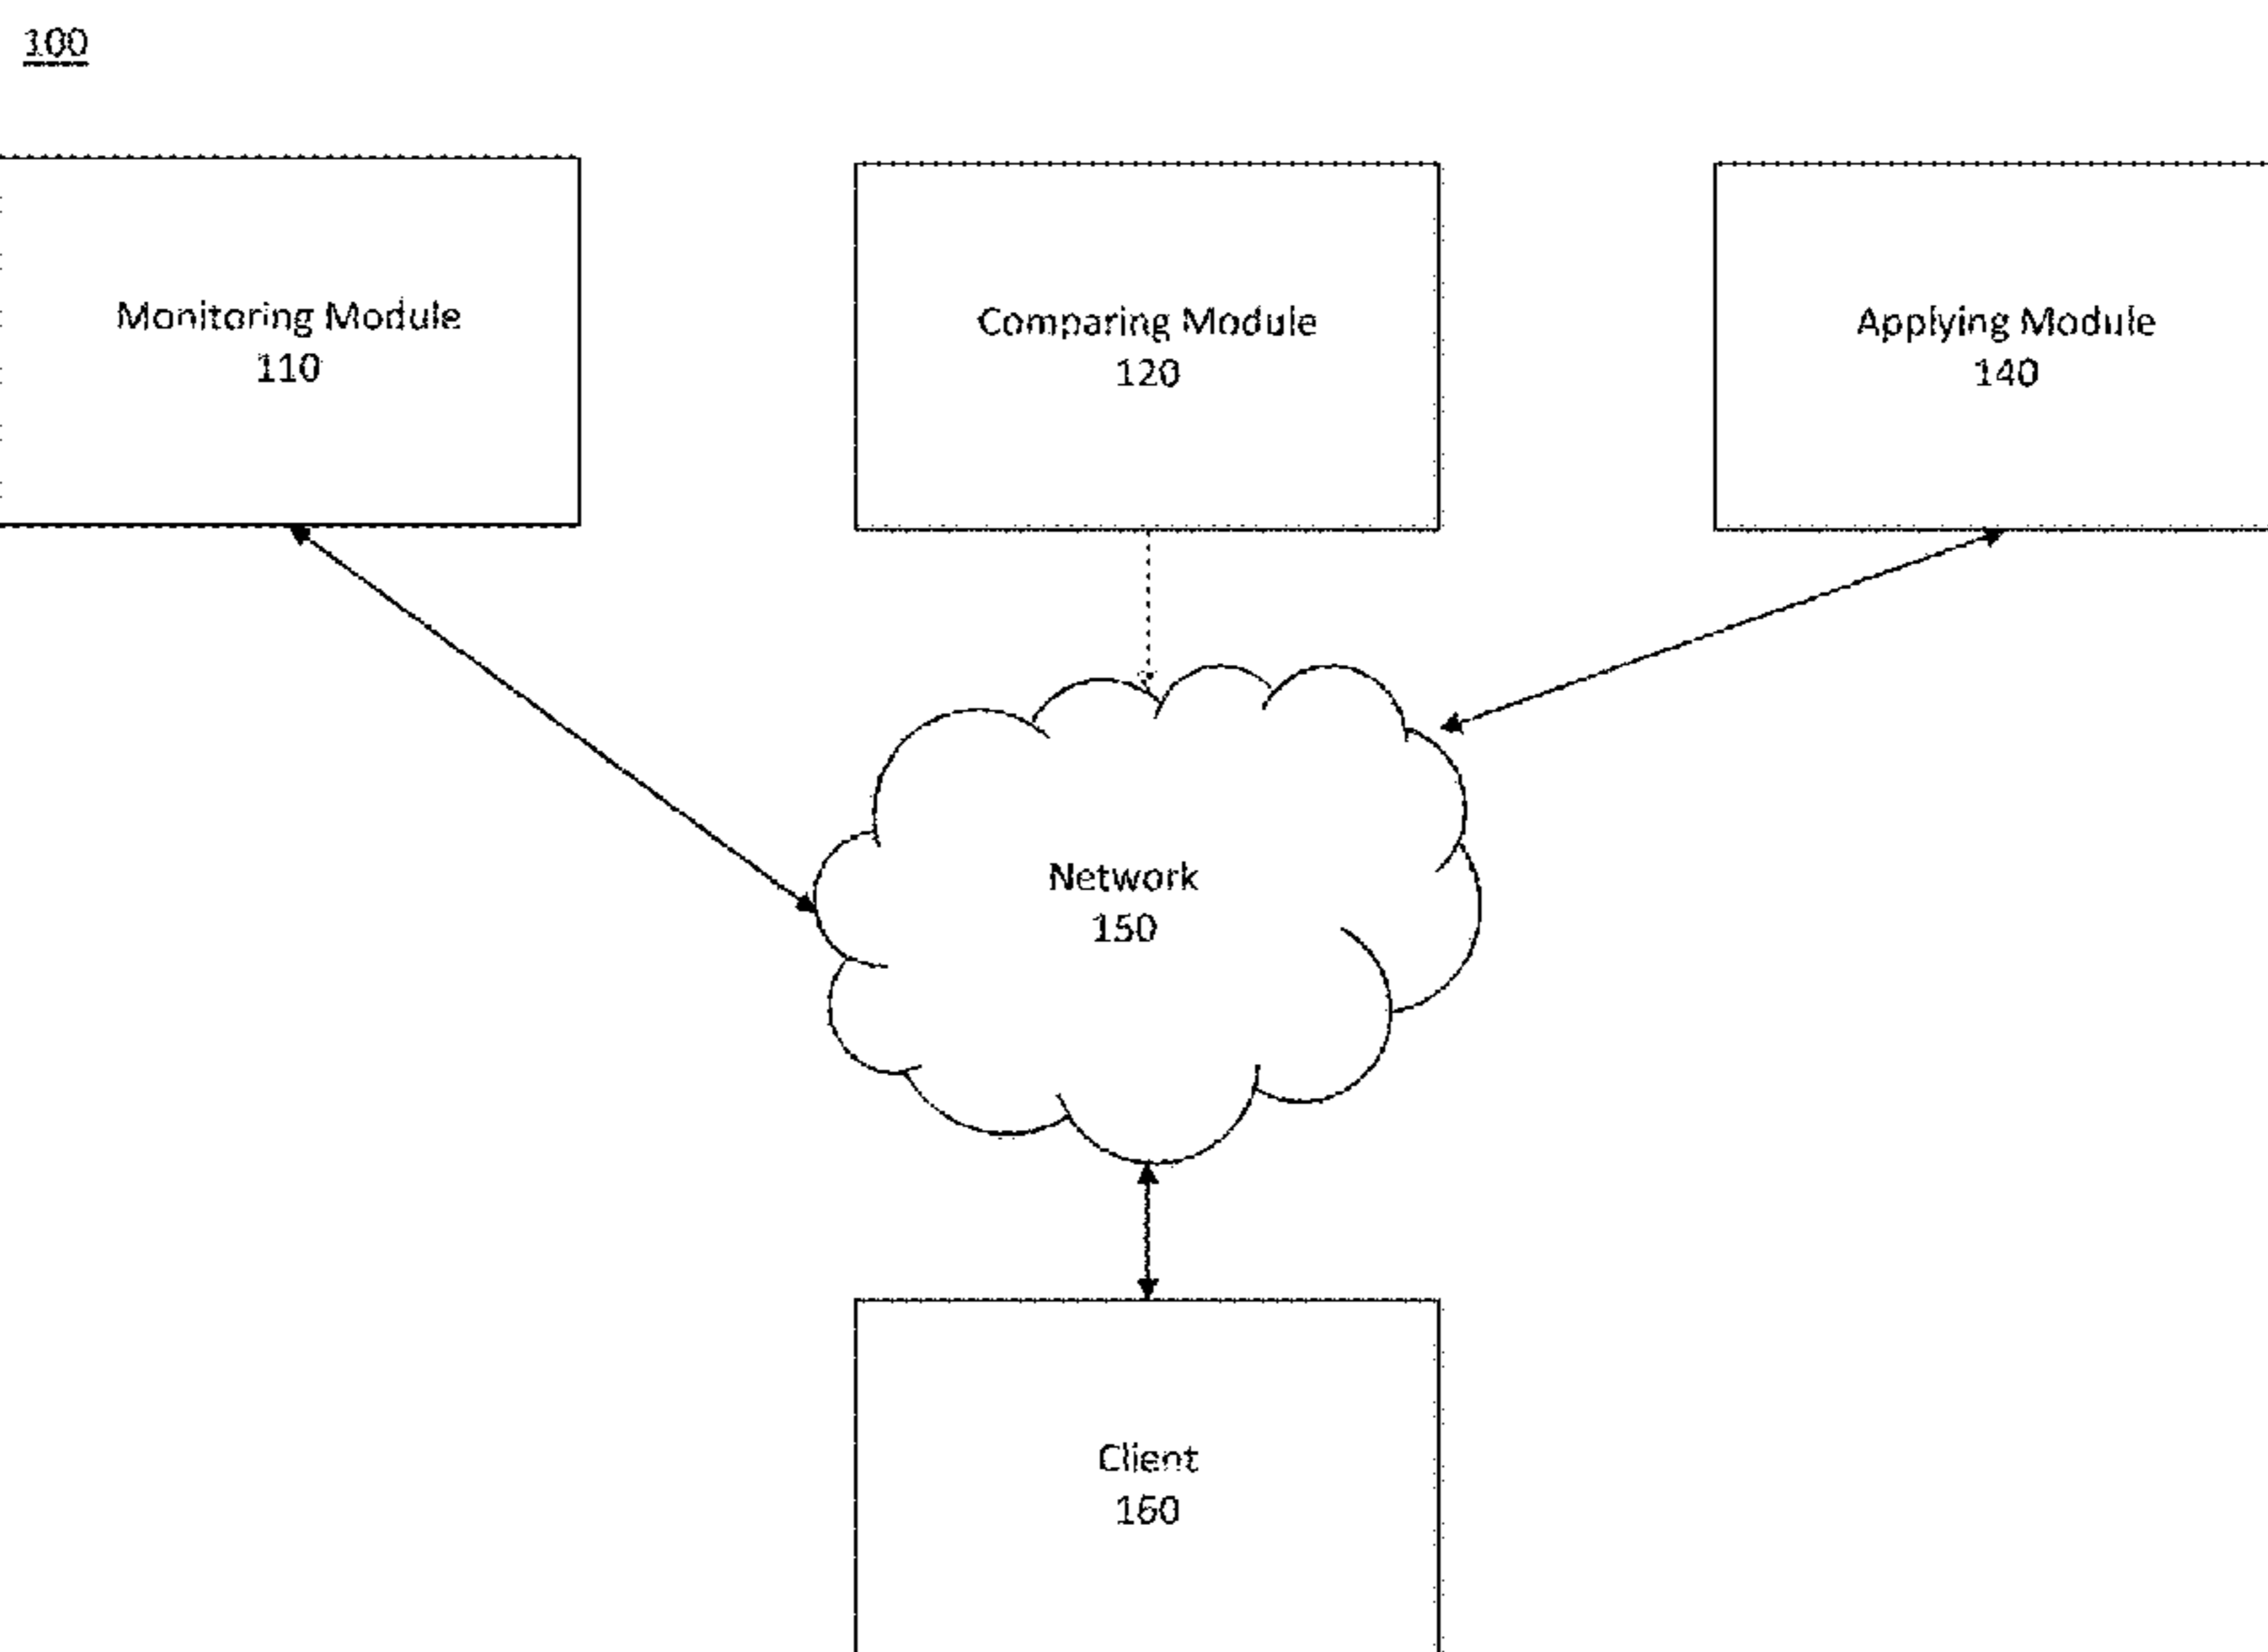 100
Monitoring Module
110
Comparing Module
120
Applying Module
140
Network
150
Client
160